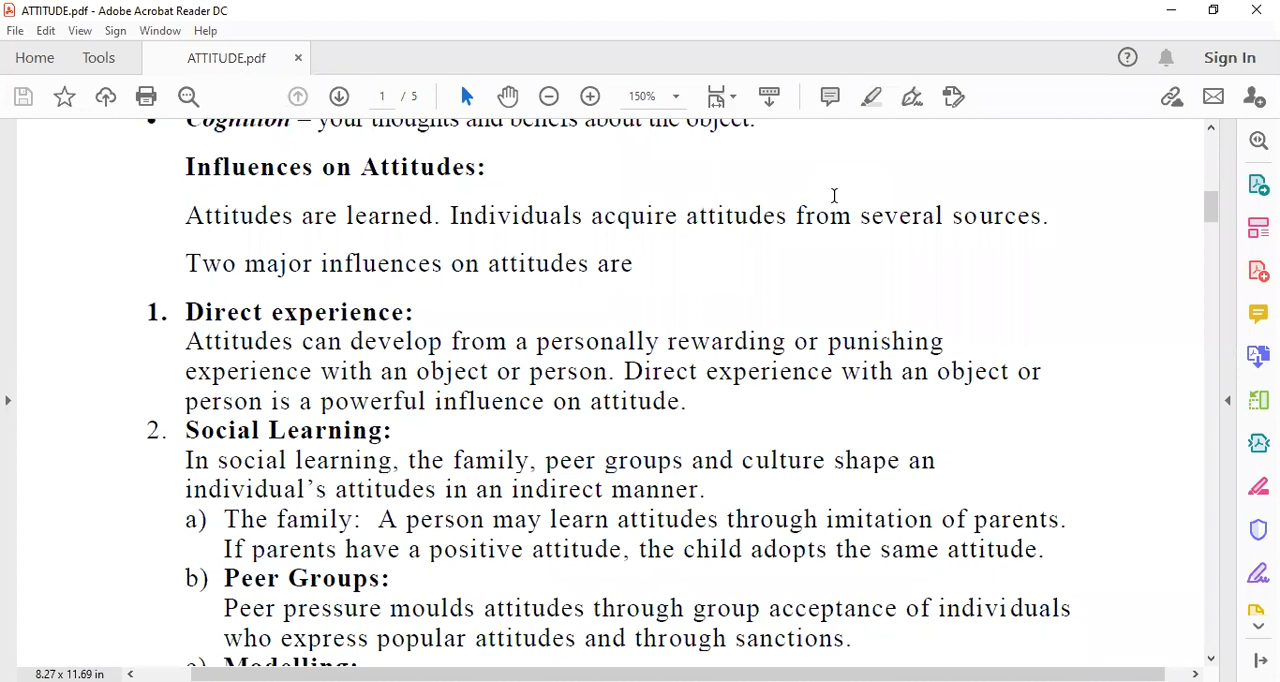 ATTITUDE.pdf - Adobe Acrobat Reader DC
File Edit View Sign Window Help
Home Tools ATTITUDE.pdf × Sign In
1 / 5 150%
• Cognition – your thoughts and beliefs about the object.
Influences on Attitudes:
Attitudes are learned. Individuals acquire attitudes from several sources.
Two major influences on attitudes are
1. Direct experience:
Attitudes can develop from a personally rewarding or punishing
experience with an object or person. Direct experience with an object or
person is a powerful influence on attitude.
2. Social Learning:
In social learning, the family, peer groups and culture shape an
individual’s attitudes in an indirect manner.
a) The family: A person may learn attitudes through imitation of parents.
If parents have a positive attitude, the child adopts the same attitude.
b) Peer Groups:
Peer pressure moulds attitudes through group acceptance of individuals
who express popular attitudes and through sanctions.
c) Modelling:
8.27 x 11.69 in